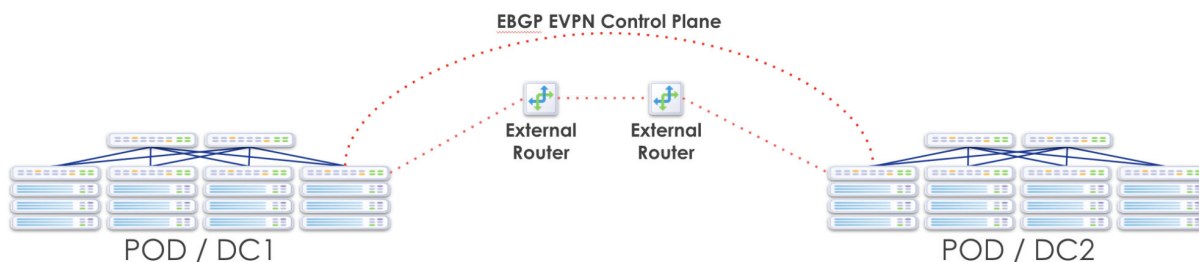 EBGP EVPN Control Plane
External
Router
External
Router
POD / DC1
POD / DC2